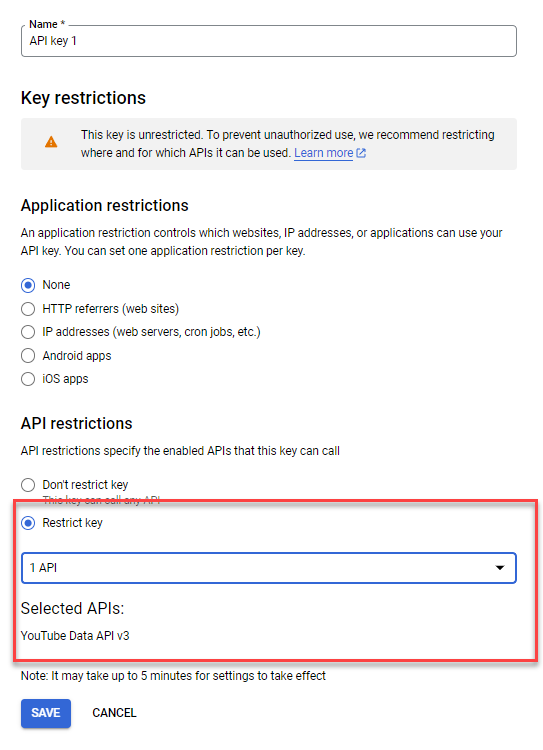 Name *
API key 1
Key restrictions
This key is unrestricted. To prevent unauthorized use, we recommend restricting
where and for which APIs it can be used. Learn more
Application restrictions
An application restriction controls which websites, IP addresses, or applications can use your
API key. You can set one application restriction per key.
None
HTTP referrers (web sites)
IP addresses (web servers, cron jobs, etc.)
Android apps
iOS apps
API restrictions
API restrictions specify the enabled APIs that this key can call
Don't restrict key
This key can call any API
Restrict key
1 API
Selected APIs:
YouTube Data API v3
Note: It may take up to 5 minutes for settings to take effect
SAVE CANCEL